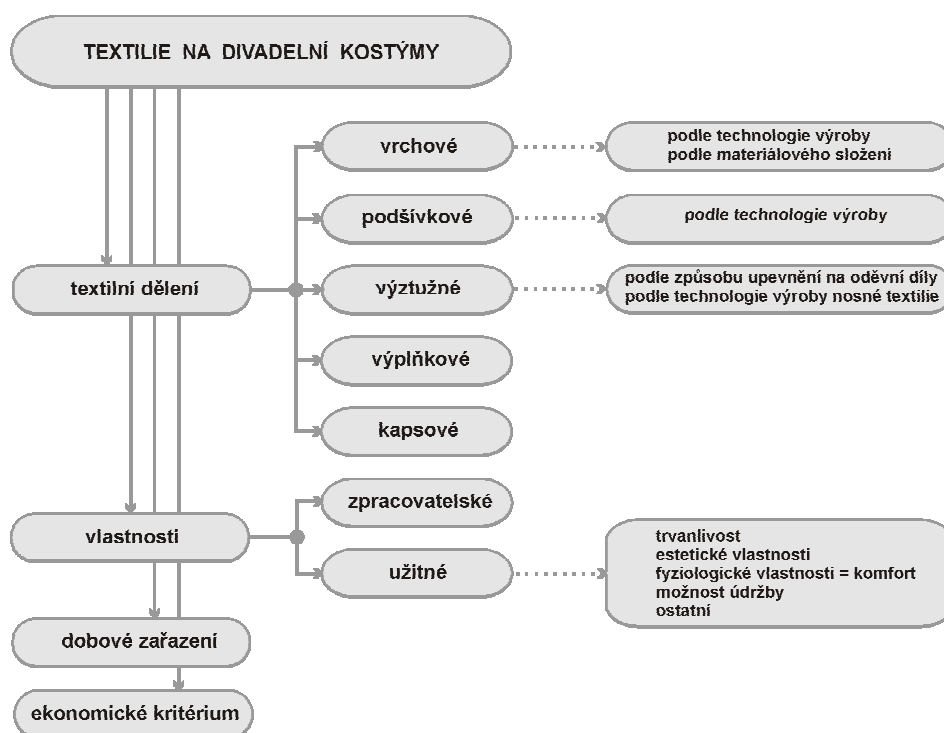 TEXTILIE NA DIVADELNÍ KOSTÝMY
vrchové
podle technologie výroby
podle materiálového složení
podšívkové
podle technologie výroby
textilní dělení
výztužné
podle způsobu upevnění na oděvní díly
podle technologie výroby nosné textilie
výplňkové
kapsové
zpracovatelské
vlastnosti
užitné
trvanlivost
estetické vlastnosti
fyziologické vlastnosti = komfort
možnost údržby
ostatní
dobové zařazení
ekonomické kritérium